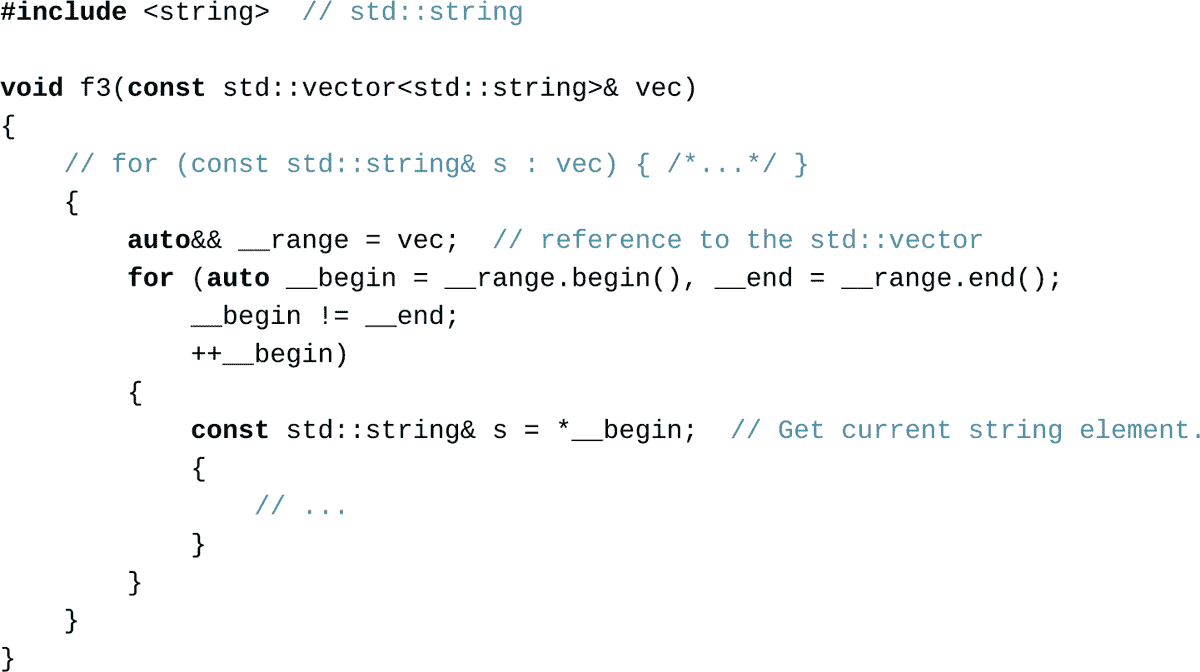 #include <string>  // std::string

void f3(const std::vector<std::string>& vec)
{
    // for (const std::string& s : vec) { /*...*/ }
    {
        auto&& __range = vec;  // reference to the std::vector
        for (auto __begin = __range.begin(), __end = __range.end();
            __begin != __end;
            ++__begin)
        {
            const std::string& s = *__begin;  // Get current string element.
            {
                // ...
            }
        }
    }
}